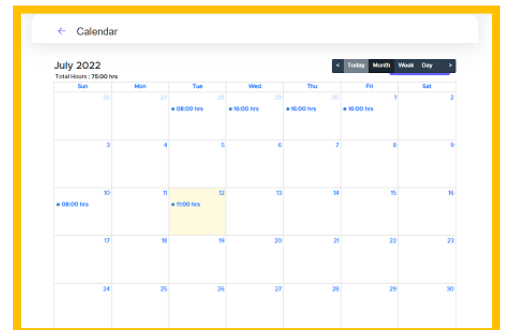 ← Calendar
July 2022
< Today Month Week Day >
Total Hours : 75:00 hrs
Sun Mon Tue Wed Thu Fri Sat
26 27 28 29 30 1 2
08:00 hrs 16:00 hrs 16:00 hrs 16:00 hrs
3 4 5 6 7 8 9
10 11 12 13 14 15 16
08:00 hrs 11:00 hrs
17 18 19 20 21 22 23
24 25 26 27 28 29 30